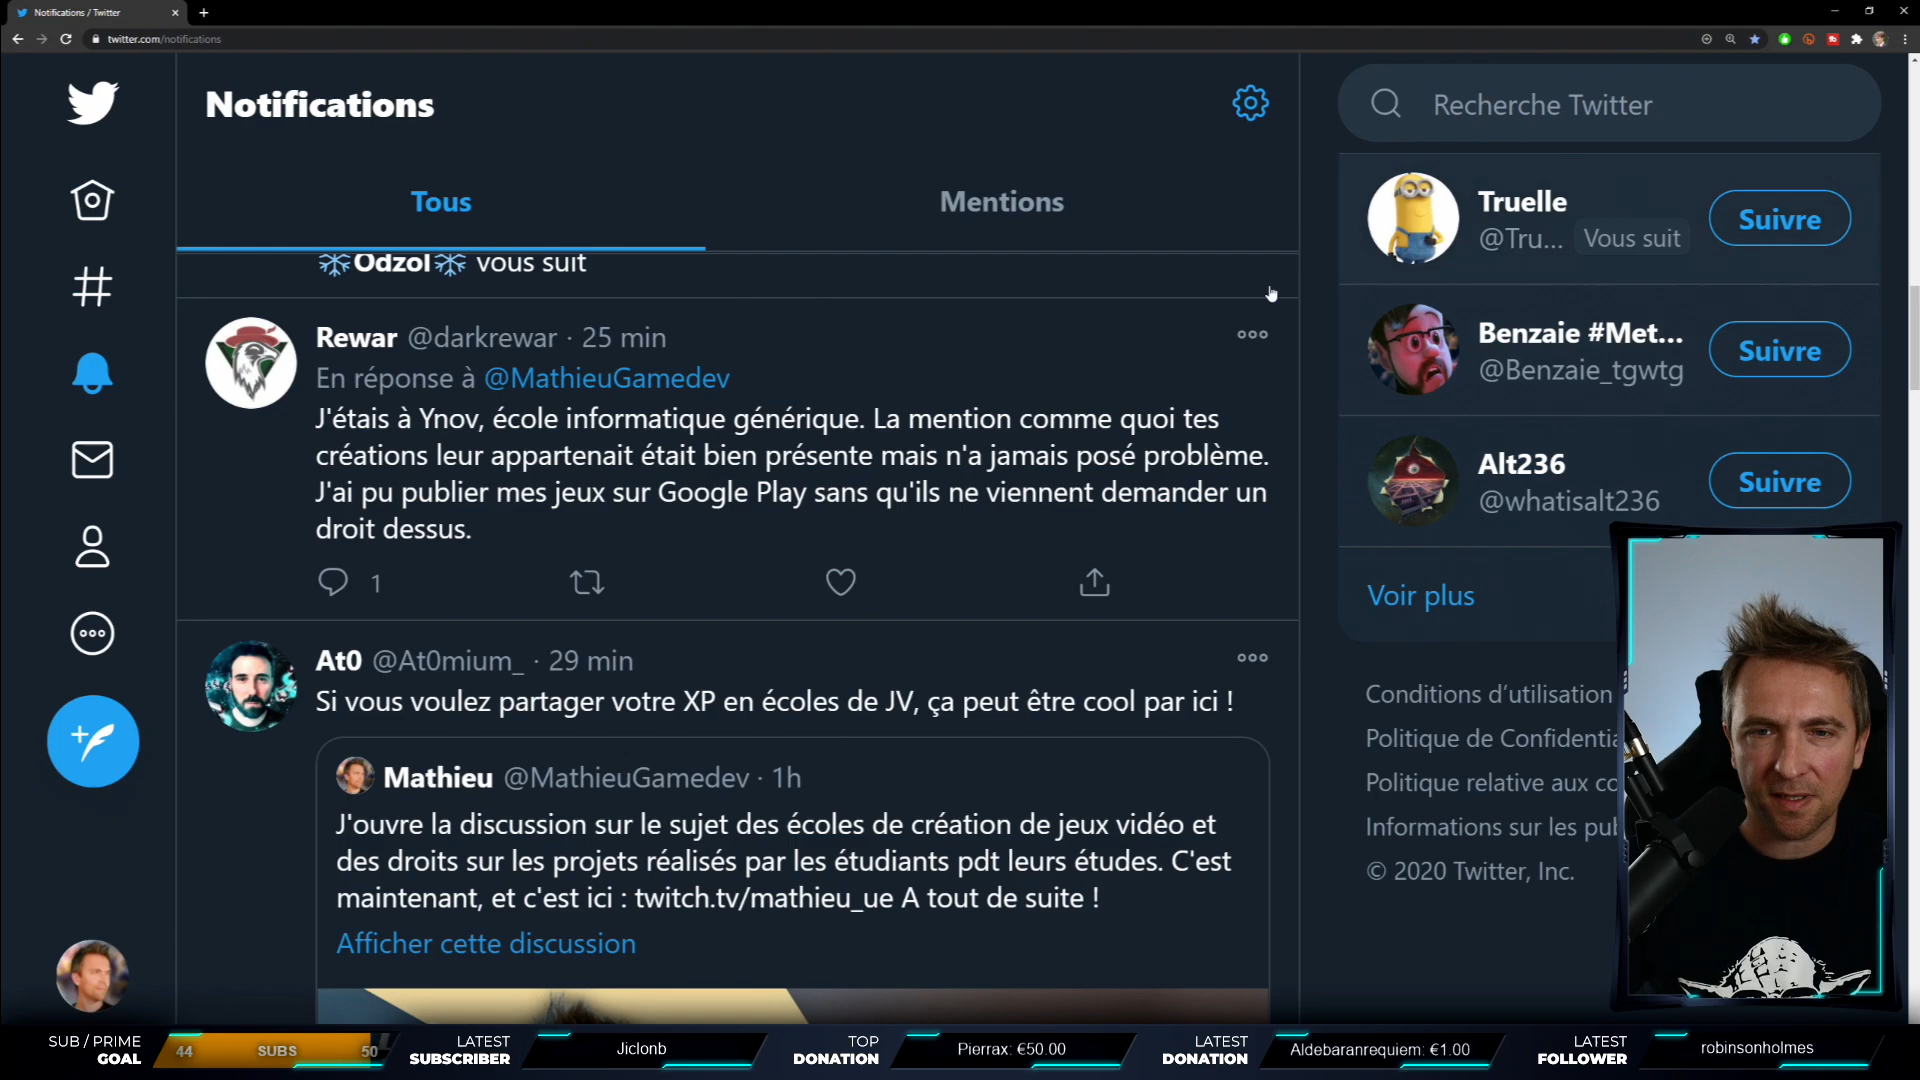 Notifications / Twitter
twitter.com/notifications
Notifications
Tous
Mentions
❄Odzol❄ vous suit
Rewar @darkrewar · 25 min
En réponse à @MathieuGamedev
J'étais à Ynov, école informatique générique. La mention comme quoi tes
créations leur appartenait était bien présente mais n'a jamais posé problème.
J'ai pu publier mes jeux sur Google Play sans qu'ils ne viennent demander un
droit dessus.
1
At0 @At0mium_ · 29 min
Si vous voulez partager votre XP en écoles de JV, ça peut être cool par ici !
Mathieu @MathieuGamedev · 1h
J'ouvre la discussion sur le sujet des écoles de création de jeux vidéo et
des droits sur les projets réalisés par les étudiants pdt leurs études. C'est
maintenant, et c'est ici : twitch.tv/mathieu_ue A tout de suite !
Afficher cette discussion
Recherche Twitter
Truelle
@Tru... Vous suit
Suivre
Benzaie #Met...
@Benzaie_tgwtg
Suivre
Alt236
@whatisalt236
Suivre
Voir plus
Conditions d'utilisation
Politique de Confidentia
Politique relative aux co
Informations sur les pub
© 2020 Twitter, Inc.
SUB / PRIME
GOAL
44 SUBS 50
LATEST
SUBSCRIBER
Jiclonb
TOP
DONATION
Pierrax: €50.00
LATEST
DONATION
Aldebaranrequiem: €1.00
LATEST
FOLLOWER
robinsonholmes